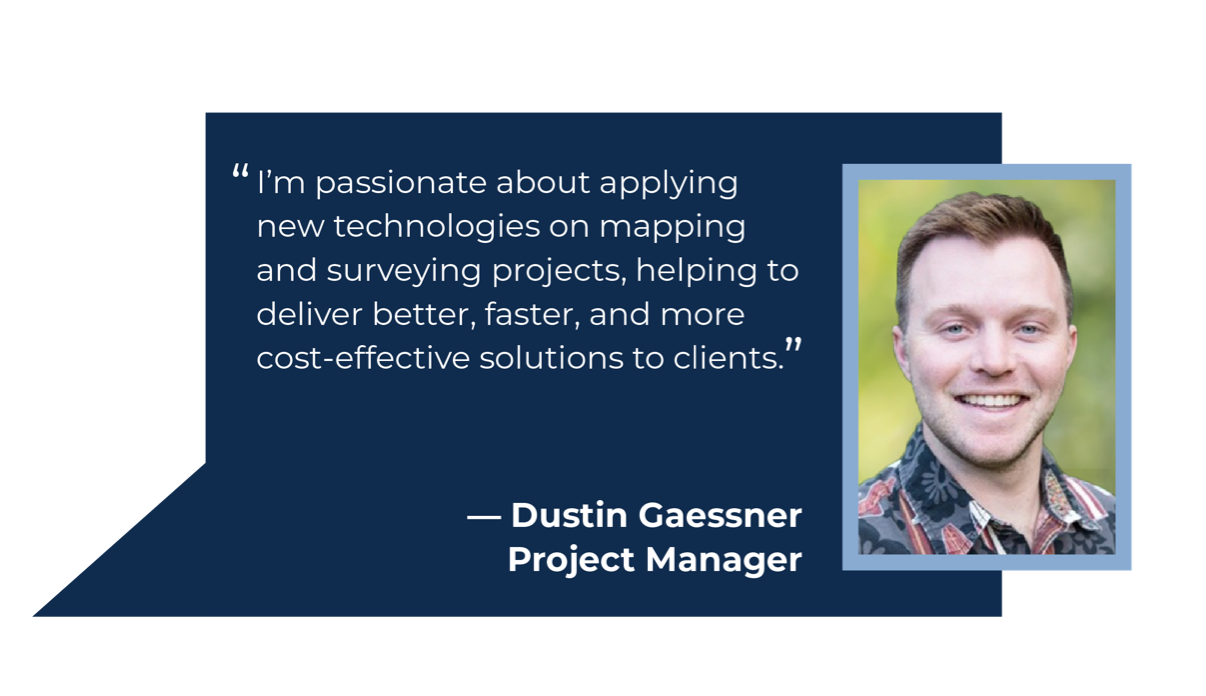 “I’m passionate about applying
new technologies on mapping
and surveying projects, helping to
deliver better, faster, and more
cost-effective solutions to clients.”
— Dustin Gaessner
Project Manager